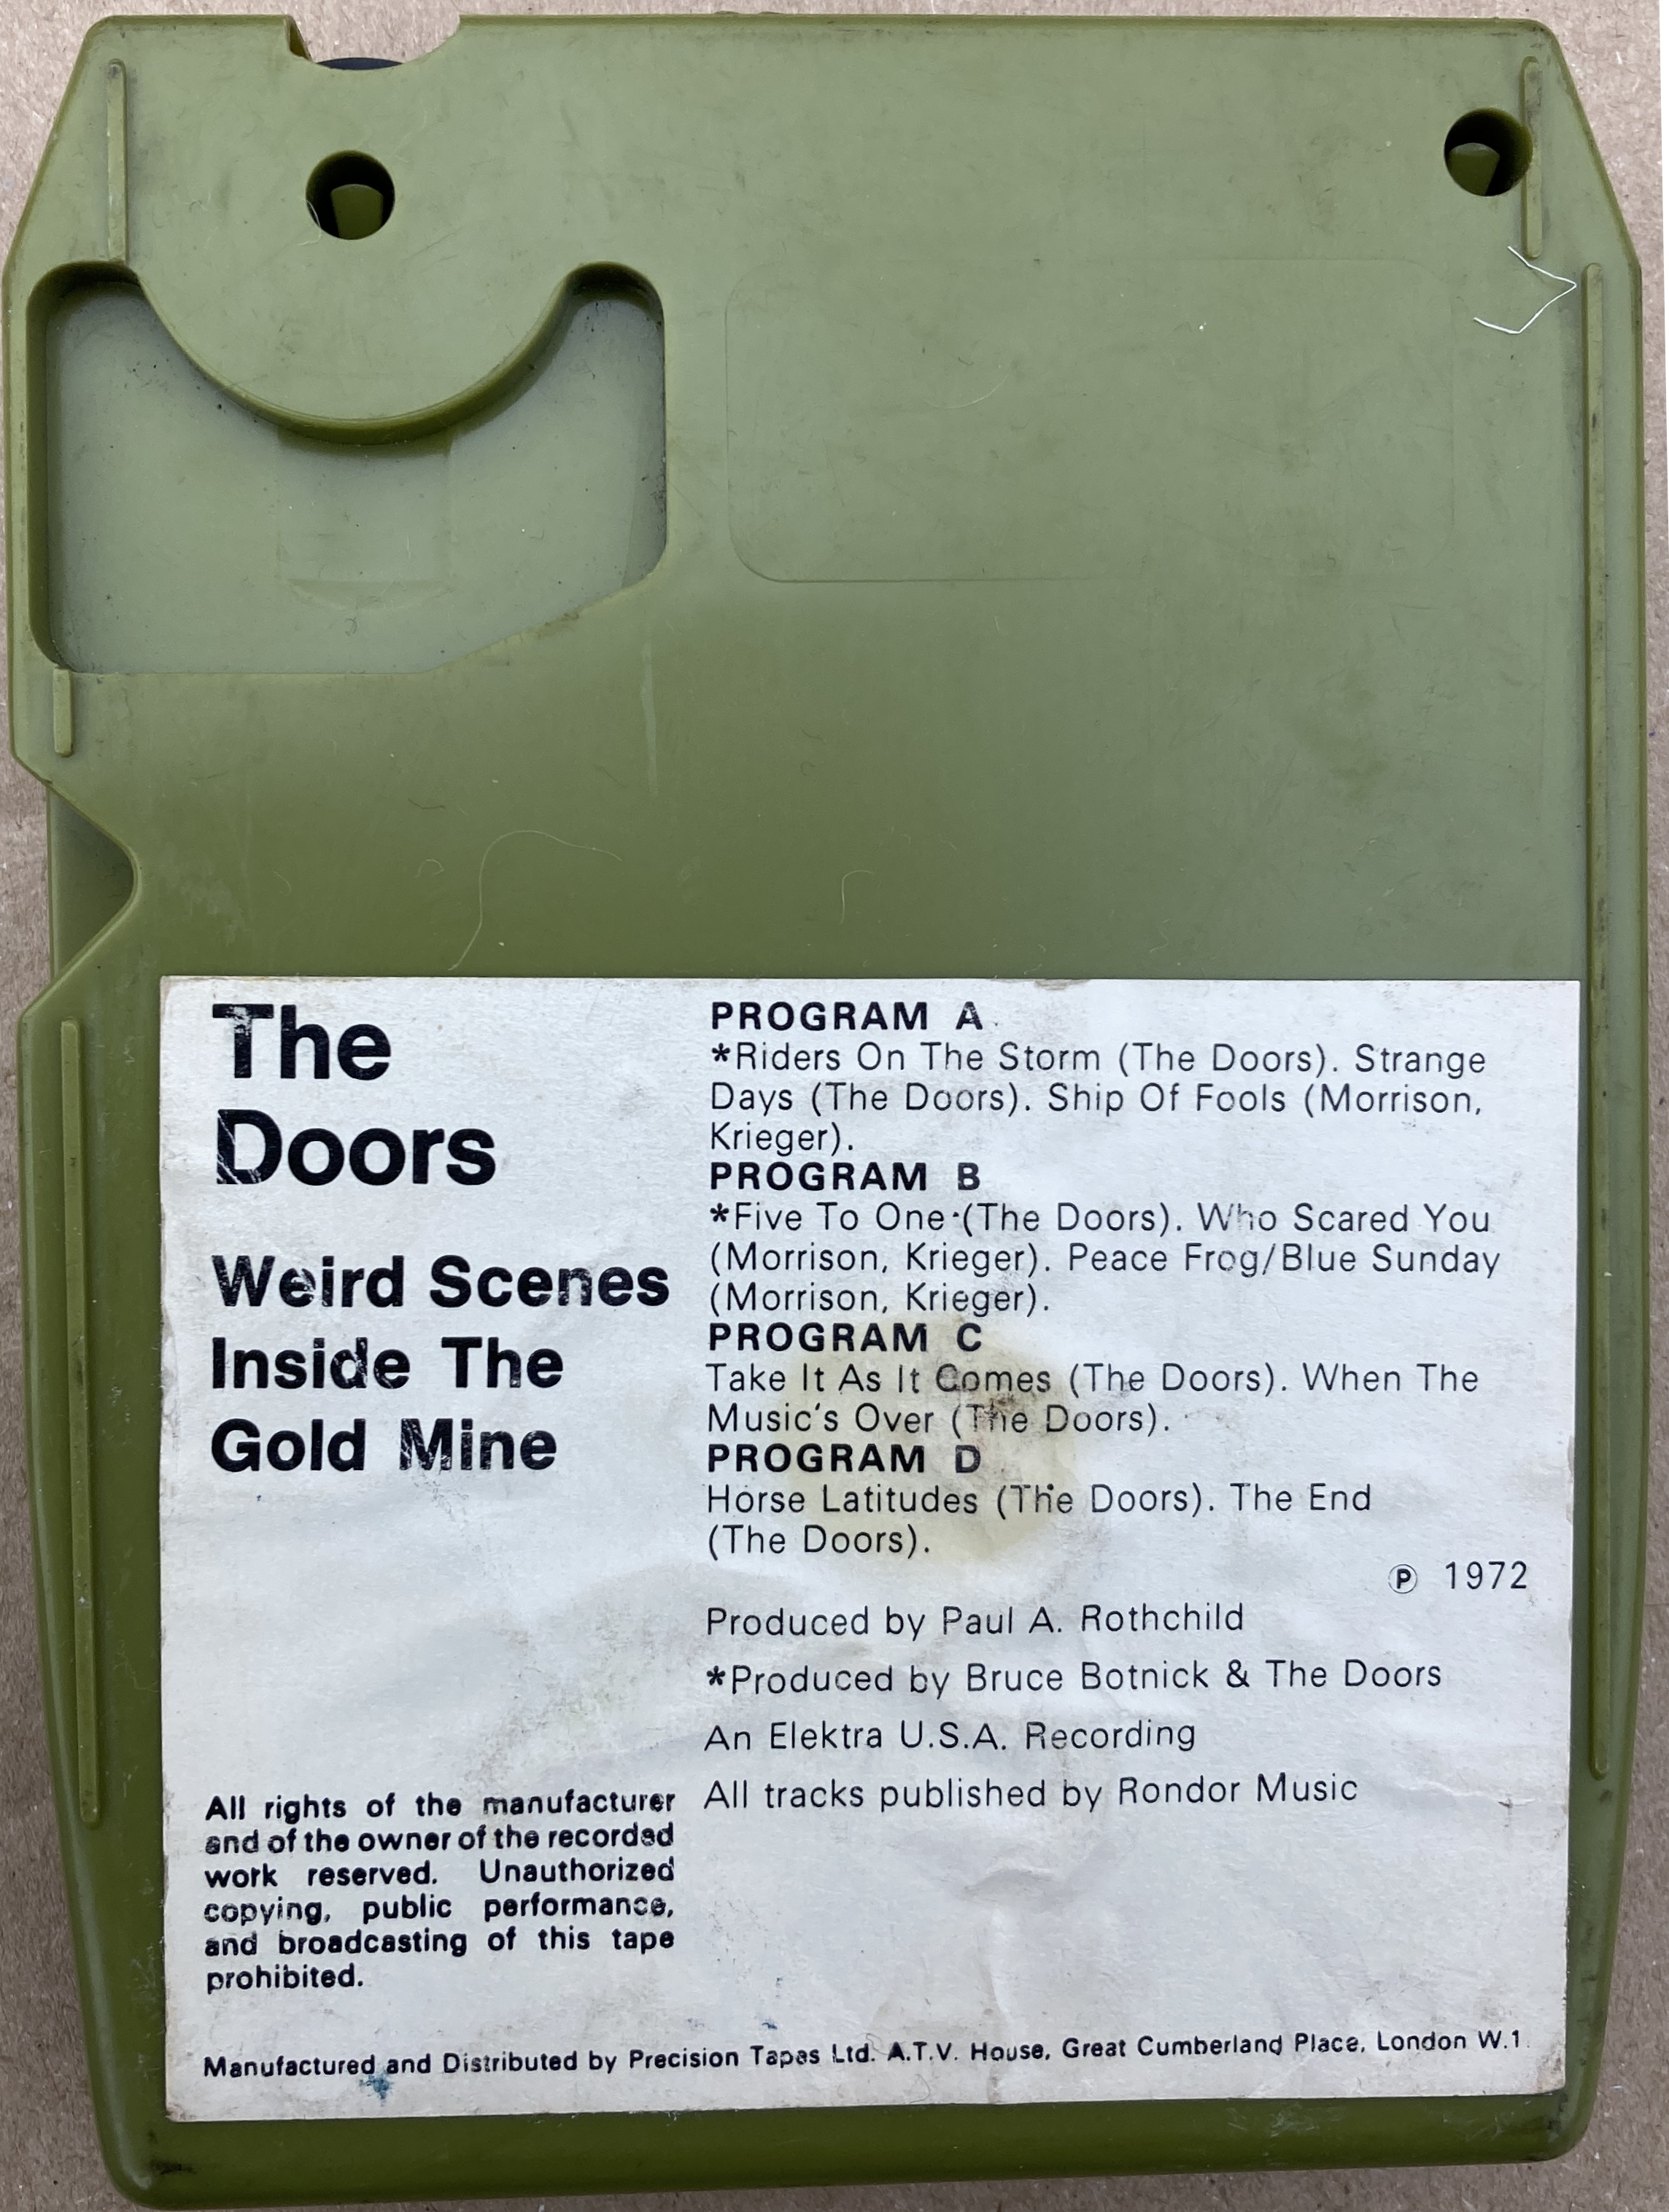 The
Doors
Weird Scenes
Inside The
Gold Mine
PROGRAM A
*Riders On The Storm (The Doors). Strange
Days (The Doors). Ship Of Fools (Morrison,
Krieger).
PROGRAM B
*Five To One (The Doors). Who Scared You
(Morrison, Krieger). Peace Frog/Blue Sunday
(Morrison, Krieger).
PROGRAM C
Take It As It Comes (The Doors). When The
Music's Over (The Doors).
PROGRAM D
Horse Latitudes (The Doors). The End
(The Doors).
℗ 1972
Produced by Paul A. Rothchild
*Produced by Bruce Botnick & The Doors
An Elektra U.S.A. Recording
All tracks published by Rondor Music
All rights of the manufacturer
and of the owner of the recorded
work reserved. Unauthorized
copying, public performance,
and broadcasting of this tape
prohibited.
Manufactured and Distributed by Precision Tapes Ltd. A.T.V. House, Great Cumberland Place, London W.1